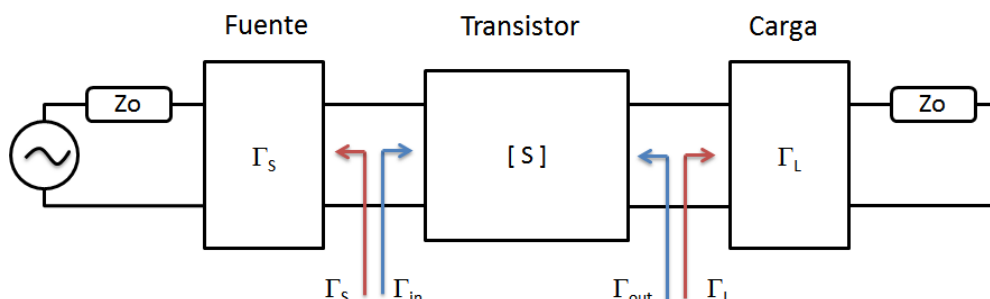 Fuente Transistor Carga
Zo Zo
ΓS [ S ] ΓL
ΓS Γin Γout ΓL